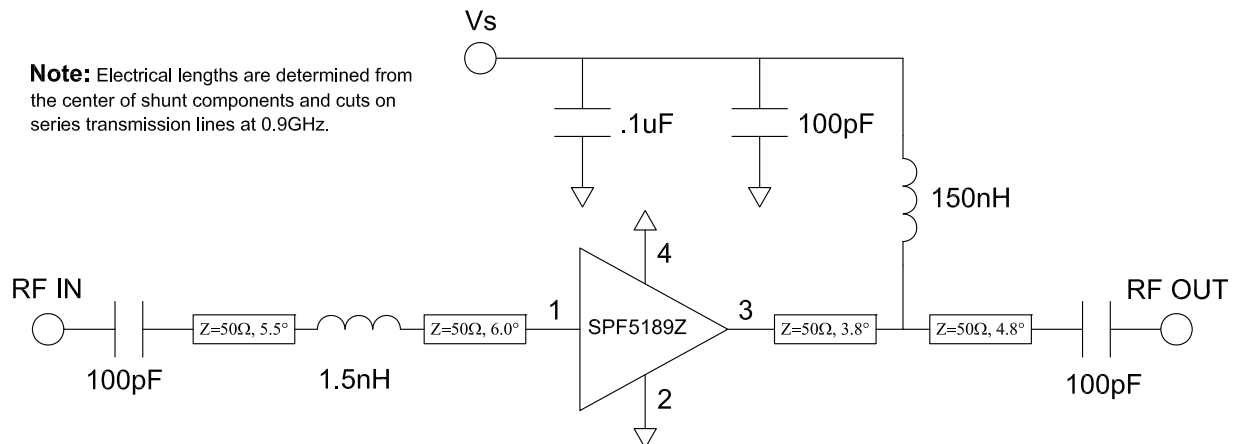 Vs
Note: Electrical lengths are determined from
the center of shunt components and cuts on
series transmission lines at 0.9GHz.
.1uF
100pF
150nH
4
RF IN
1
3
RF OUT
Z=50Ω, 5.5°
Z=50Ω, 6.0°
SPF5189Z
Z=50Ω, 3.8°
Z=50Ω, 4.8°
100pF
1.5nH
2
100pF